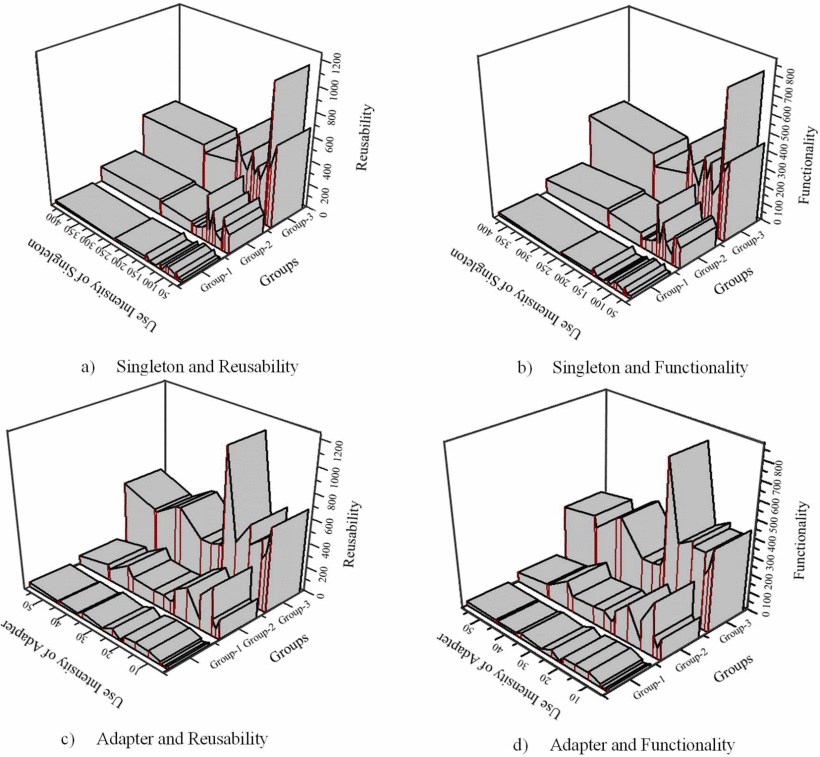 1200
1000
800
600
400
200
0
Reusability
400
350
300
250
200
150
100
50
Use Intensity of Singleton
Group-1
Group-2
Group-3
Groups
a) Singleton and Reusability
800
700
600
500
400
300
200
100
0
Functionality
400
350
300
250
200
150
100
50
Use Intensity of Singleton
Group-1
Group-2
Group-3
Groups
b) Singleton and Functionality
1200
1000
800
600
400
200
0
Reusability
50
40
30
20
10
Use Intensity of Adapter
Group-1
Group-2
Group-3
Groups
c) Adapter and Reusability
800
700
600
500
400
300
200
100
0
Functionality
50
40
30
20
10
Use Intensity of Adapter
Group-1
Group-2
Group-3
Groups
d) Adapter and Functionality